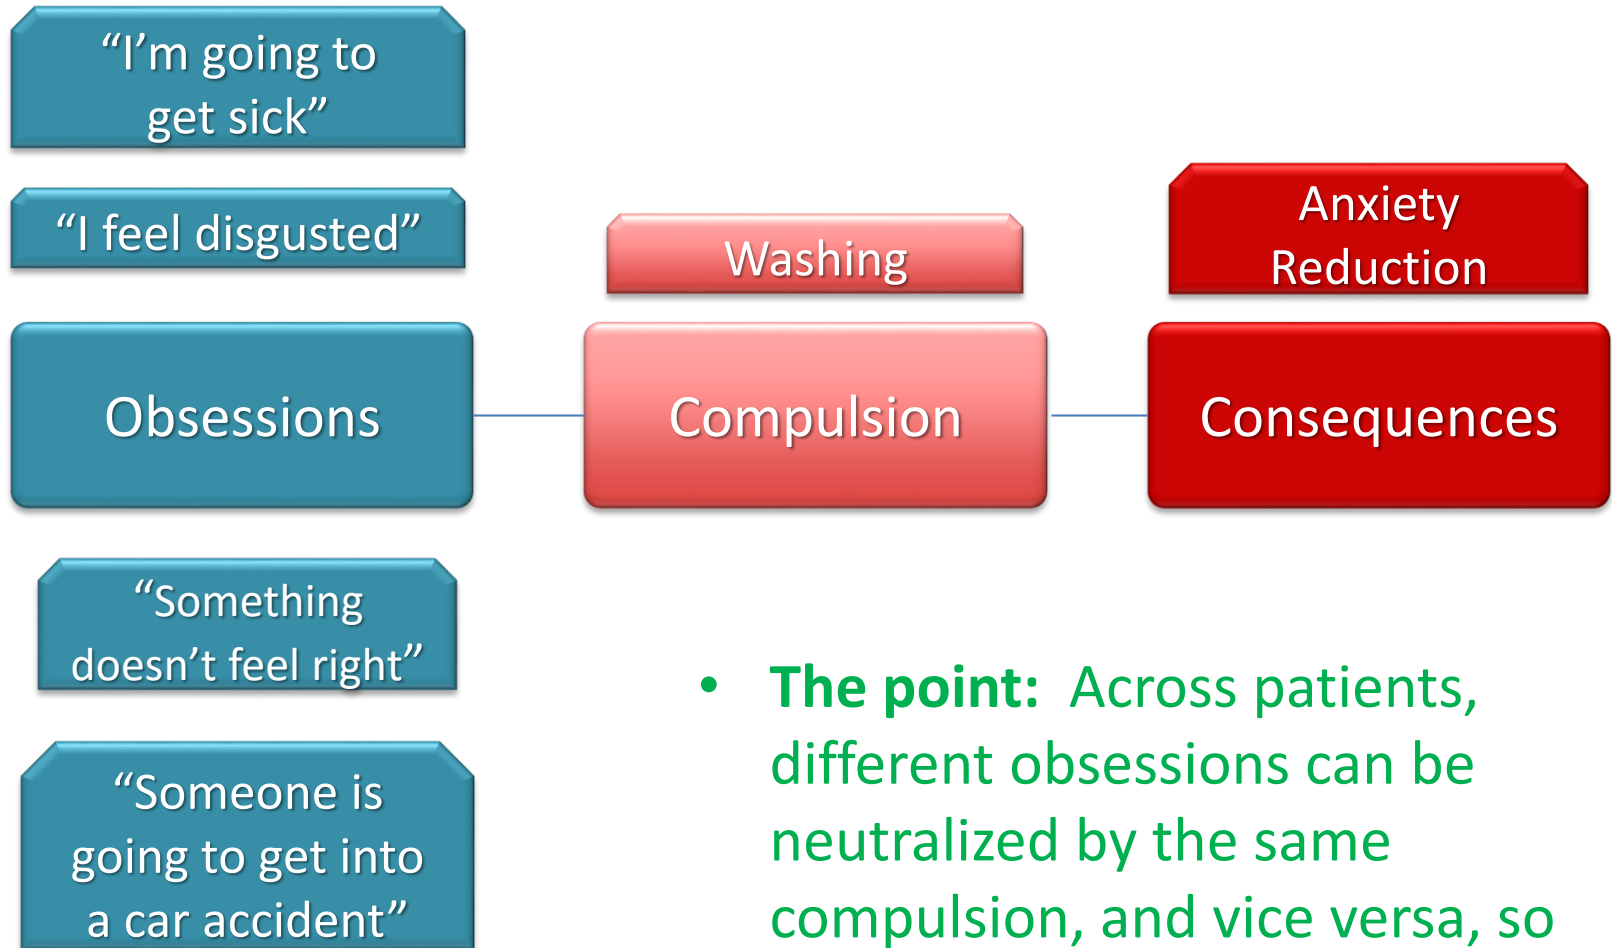 “I’m going to
get sick”
“I feel disgusted”
Washing
Anxiety
Reduction
Obsessions
Compulsion
Consequences
“Something
doesn’t feel right”
“Someone is
going to get into
a car accident”
• The point: Across patients,
different obsessions can be
neutralized by the same
compulsion, and vice versa, so